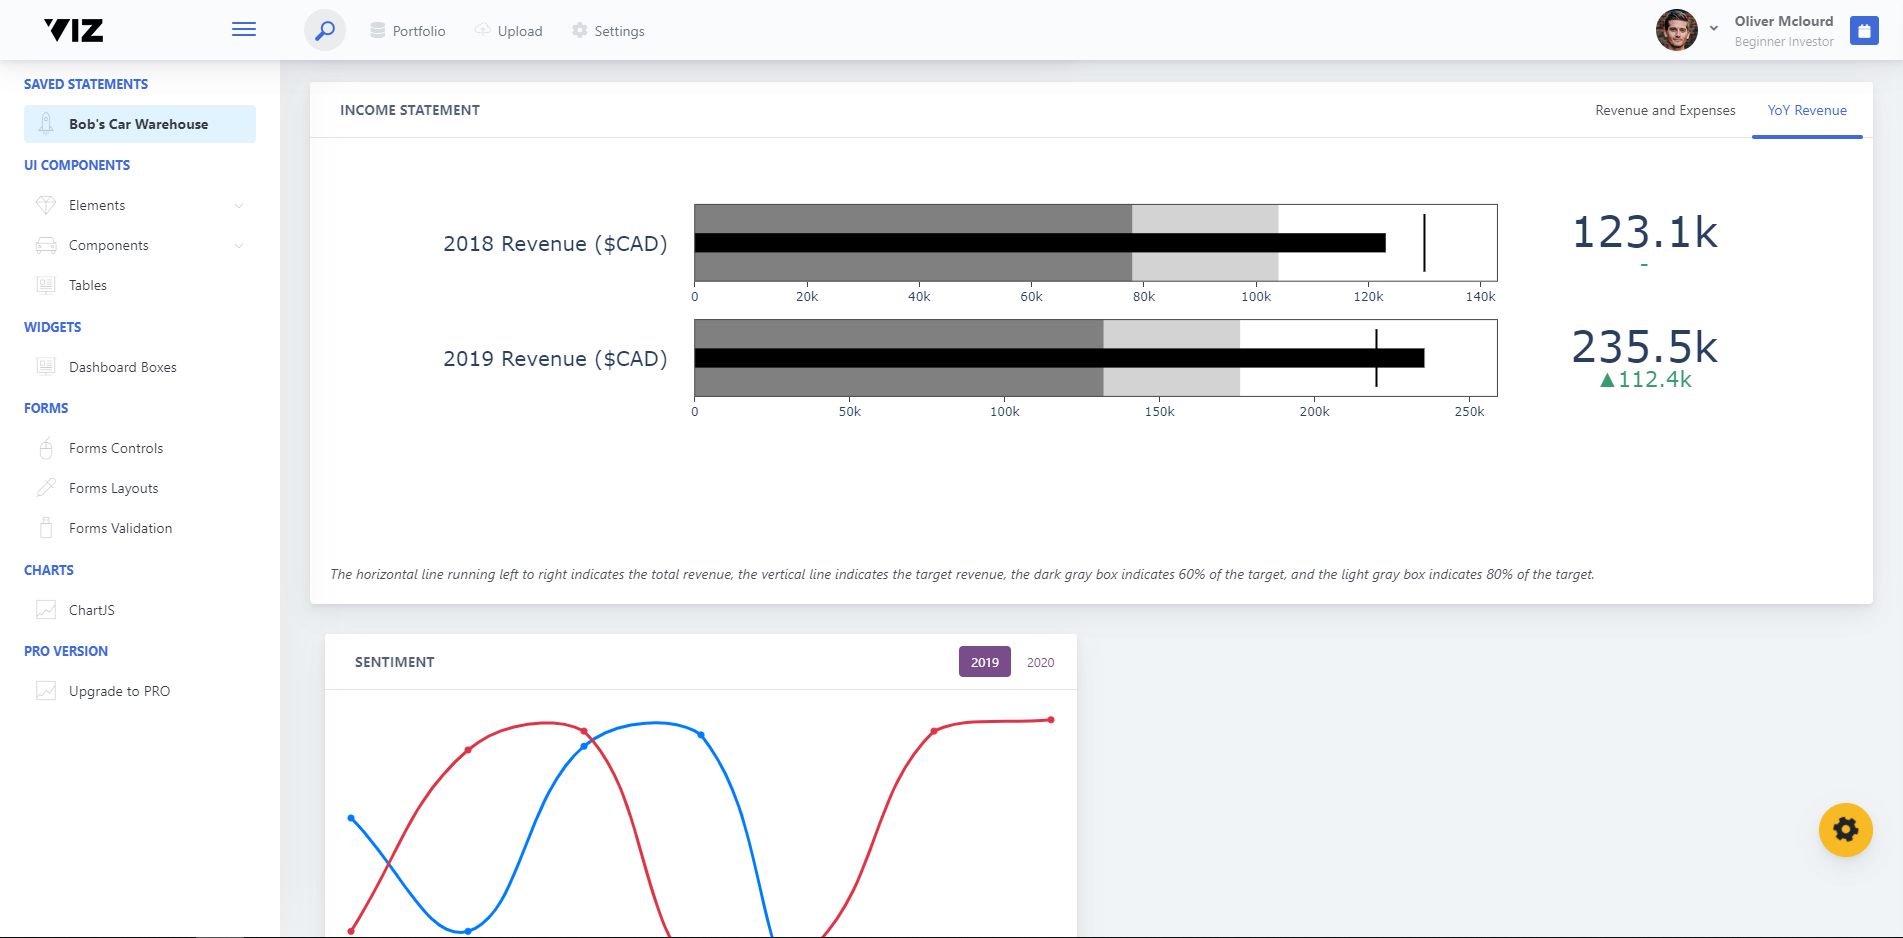 VIZ
Portfolio
Upload
Settings
Oliver Mclourd
Beginner Investor
SAVED STATEMENTS
Bob's Car Warehouse
UI COMPONENTS
Elements
Components
Tables
WIDGETS
Dashboard Boxes
FORMS
Forms Controls
Forms Layouts
Forms Validation
CHARTS
ChartJS
PRO VERSION
Upgrade to PRO
INCOME STATEMENT
Revenue and Expenses
YoY Revenue
2018 Revenue ($CAD)
0 20k 40k 60k 80k 100k 120k 140k
123.1k
-
2019 Revenue ($CAD)
0 50k 100k 150k 200k 250k
235.5k
▲112.4k
The horizontal line running left to right indicates the total revenue, the vertical line indicates the target revenue, the dark gray box indicates 60% of the target, and the light gray box indicates 80% of the target.
SENTIMENT
2019
2020